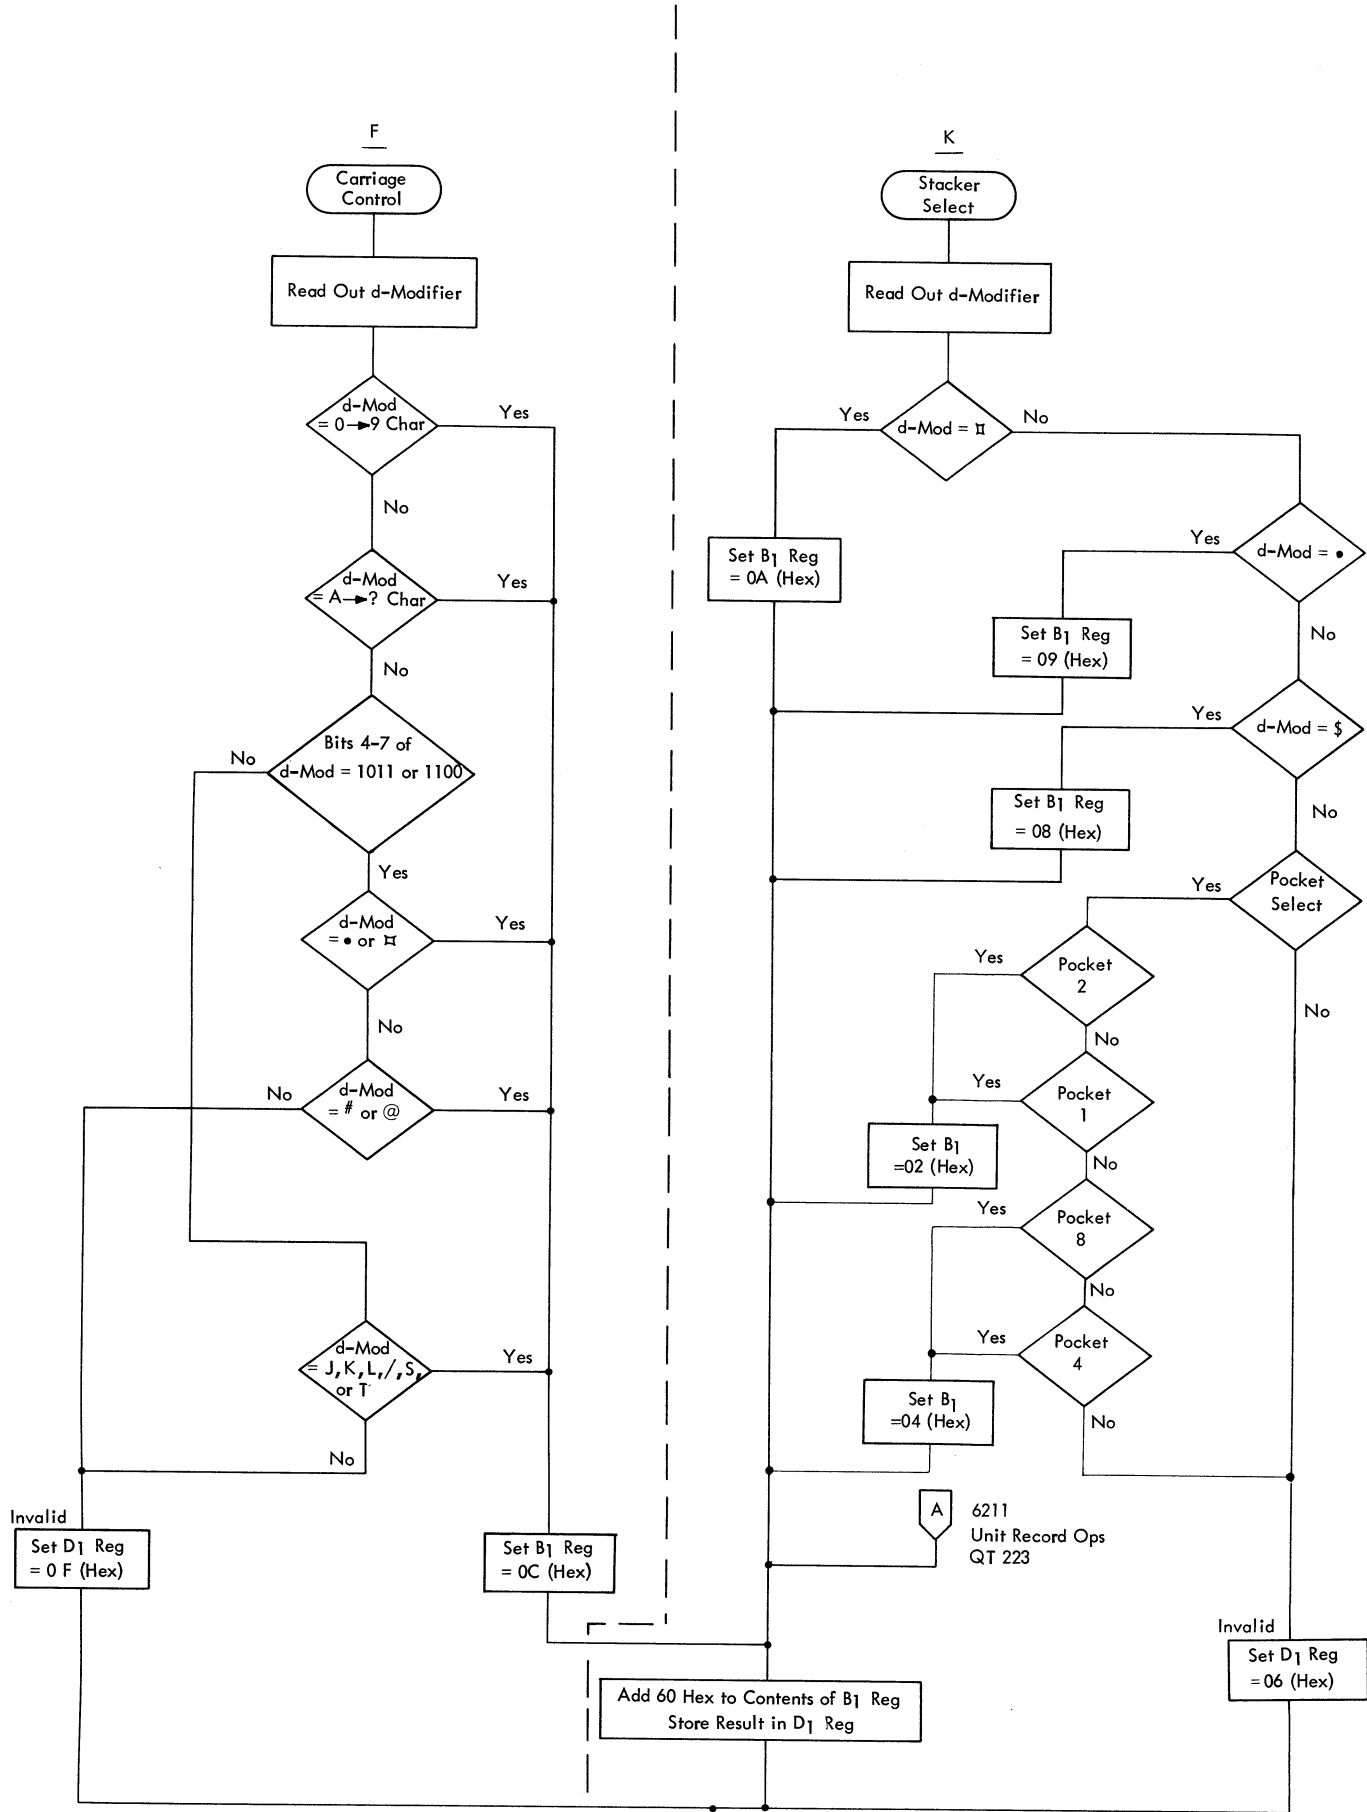 F
Carriage
Control
Read Out d-Modifier
d-Mod
= 0→9 Char
Yes
No
d-Mod
= A→? Char
Yes
No
Bits 4-7 of
d-Mod = 1011 or 1100
No
Yes
d-Mod
= • or ⌑
Yes
No
d-Mod
= # or @
No
Yes
d-Mod
= J,K,L,/,S,
or T
Yes
No
Invalid
Set D1 Reg
= 0 F (Hex)
Set B1 Reg
= 0C (Hex)
K
Stacker
Select
Read Out d-Modifier
d-Mod = ⌑
Yes
No
Set B1 Reg
= 0A (Hex)
d-Mod = •
Yes
No
Set B1 Reg
= 09 (Hex)
d-Mod = $
Yes
No
Set B1 Reg
= 08 (Hex)
Pocket
Select
Yes
No
Pocket
2
Yes
No
Pocket
1
Yes
No
Set B1
=02 (Hex)
Pocket
8
Yes
No
Pocket
4
Yes
No
Set B1
=04 (Hex)
A
6211
Unit Record Ops
QT 223
Invalid
Set D1 Reg
= 06 (Hex)
Add 60 Hex to Contents of B1 Reg
Store Result in D1 Reg